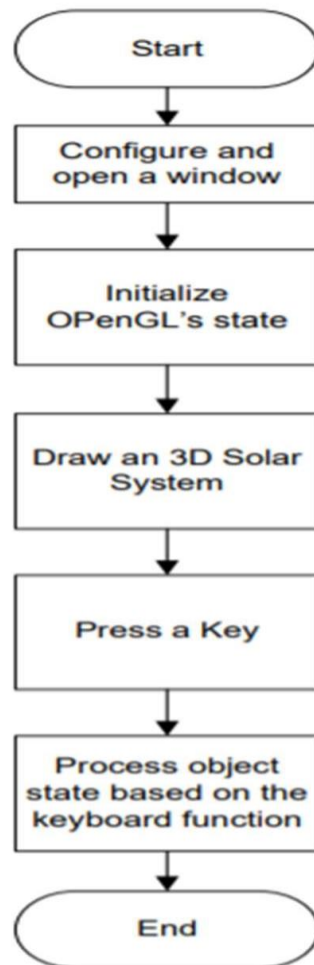 Start
Configure and
open a window
Initialize
OPenGL's state
Draw an 3D Solar
System
Press a Key
Process object
state based on the
keyboard function
End